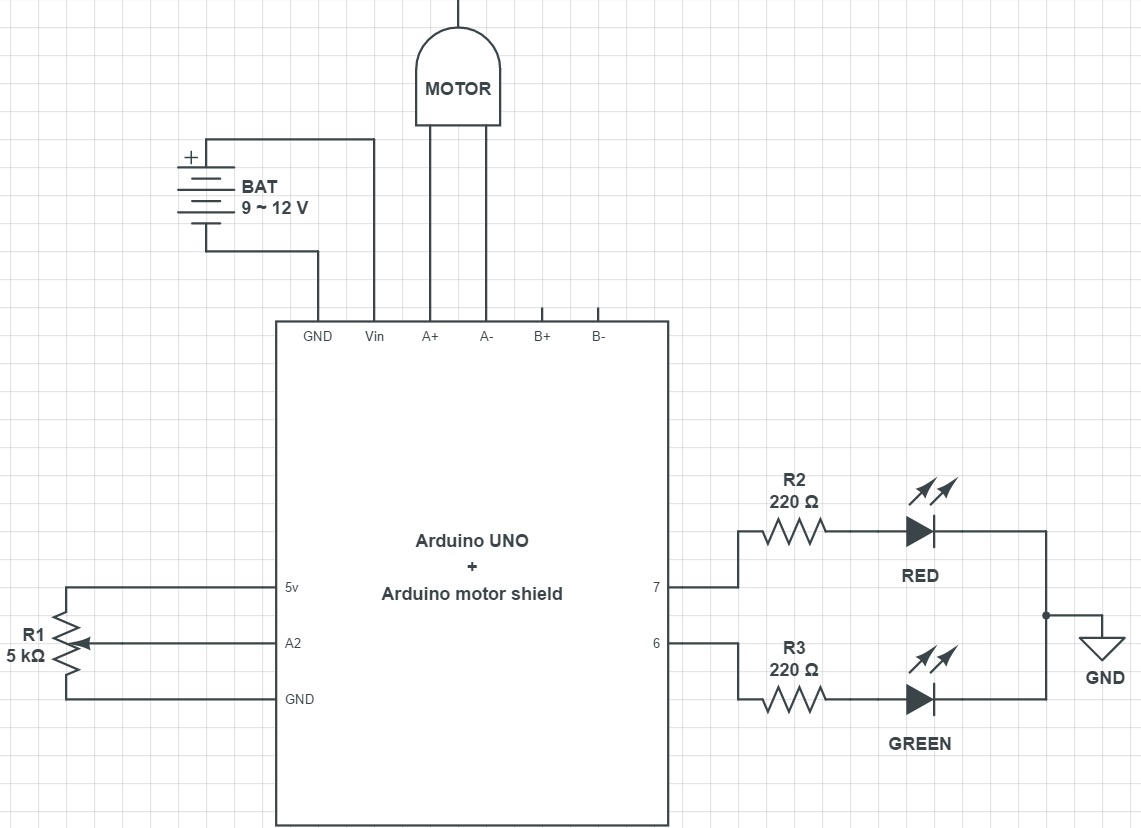 MOTOR
+
BAT
9 ~ 12 V
GND
Vin
A+
A-
B+
B-
R2
220 Ω
Arduino UNO
+
Arduino motor shield
RED
5v
7
R1
5 kΩ
A2
6
R3
220 Ω
GND
GND
GREEN